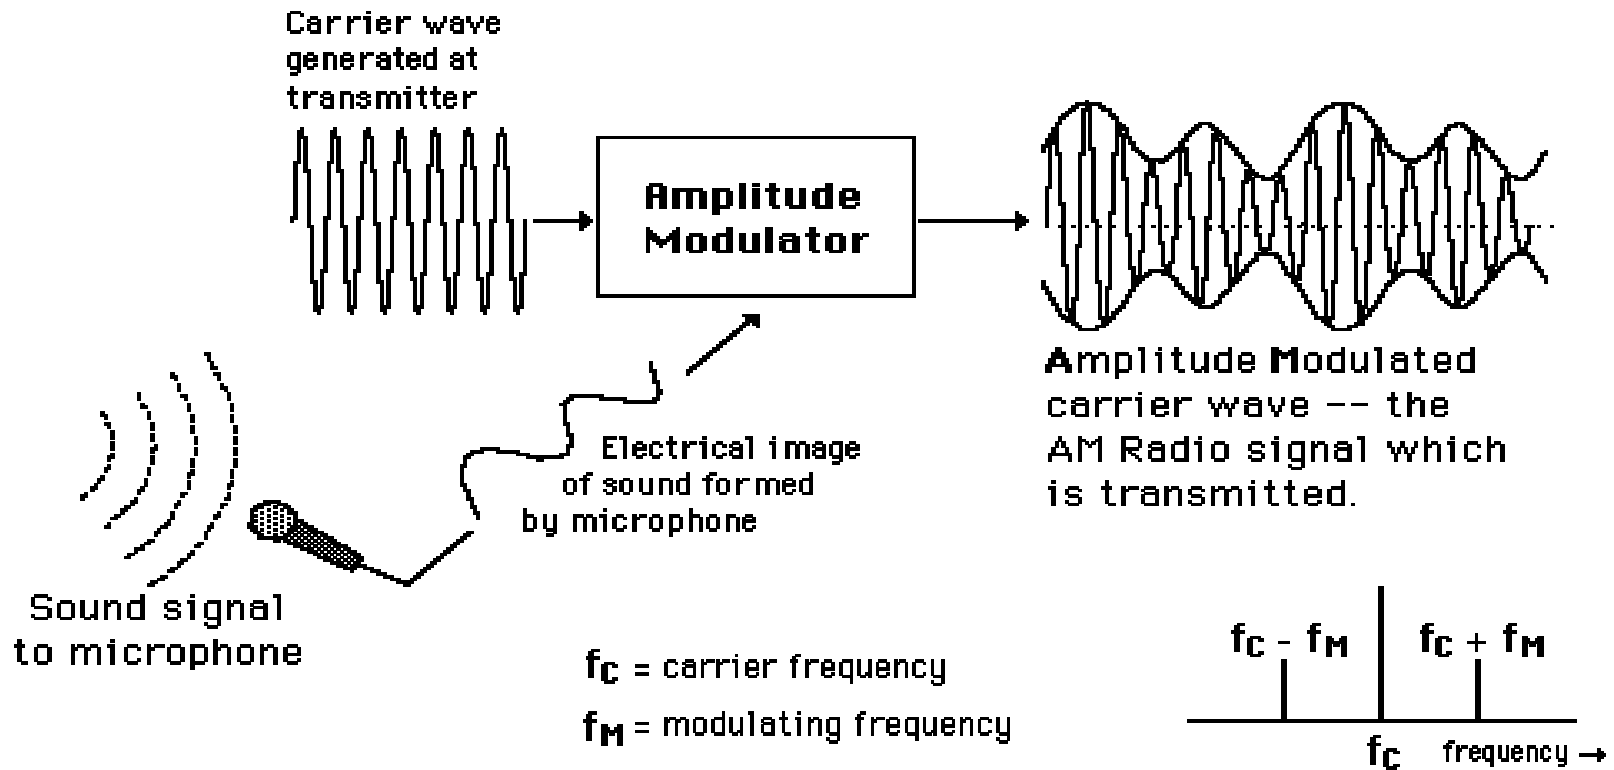 Carrier wave
generated at
transmitter
Amplitude
Modulator
Amplitude Modulated
carrier wave -- the
AM Radio signal which
is transmitted.
Electrical image
of sound formed
by microphone
Sound signal
to microphone
fC = carrier frequency
fM = modulating frequency
fC - fM
fC + fM
fC
frequency →